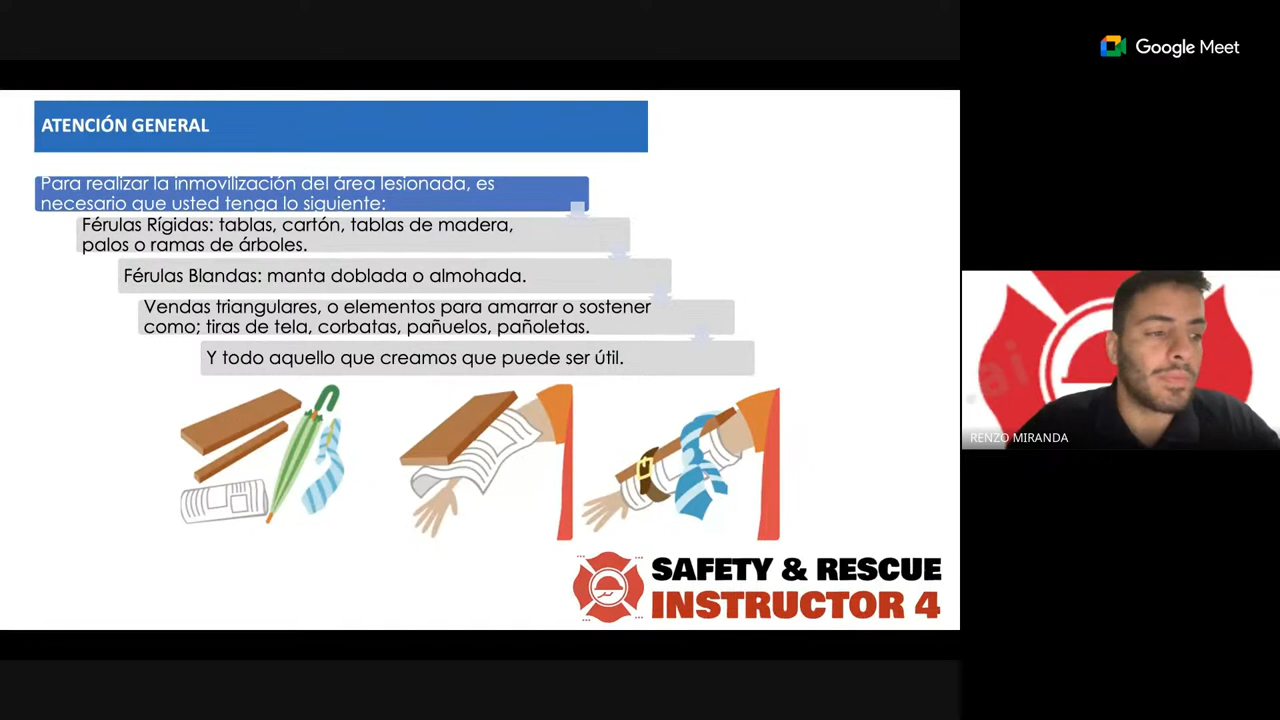 Google Meet
ATENCIÓN GENERAL
Para realizar la inmovilización del área lesionada, es
necesario que usted tenga lo siguiente:
Férulas Rígidas: tablas, cartón, tablas de madera,
palos o ramas de árboles.
Férulas Blandas: manta doblada o almohada.
Vendas triangulares, o elementos para amarrar o sostener
como; tiras de tela, corbatas, pañuelos, pañoletas.
Y todo aquello que creamos que puede ser útil.
.ai
RENZO MIRANDA
SAFETY & RESCUE
INSTRUCTOR 4